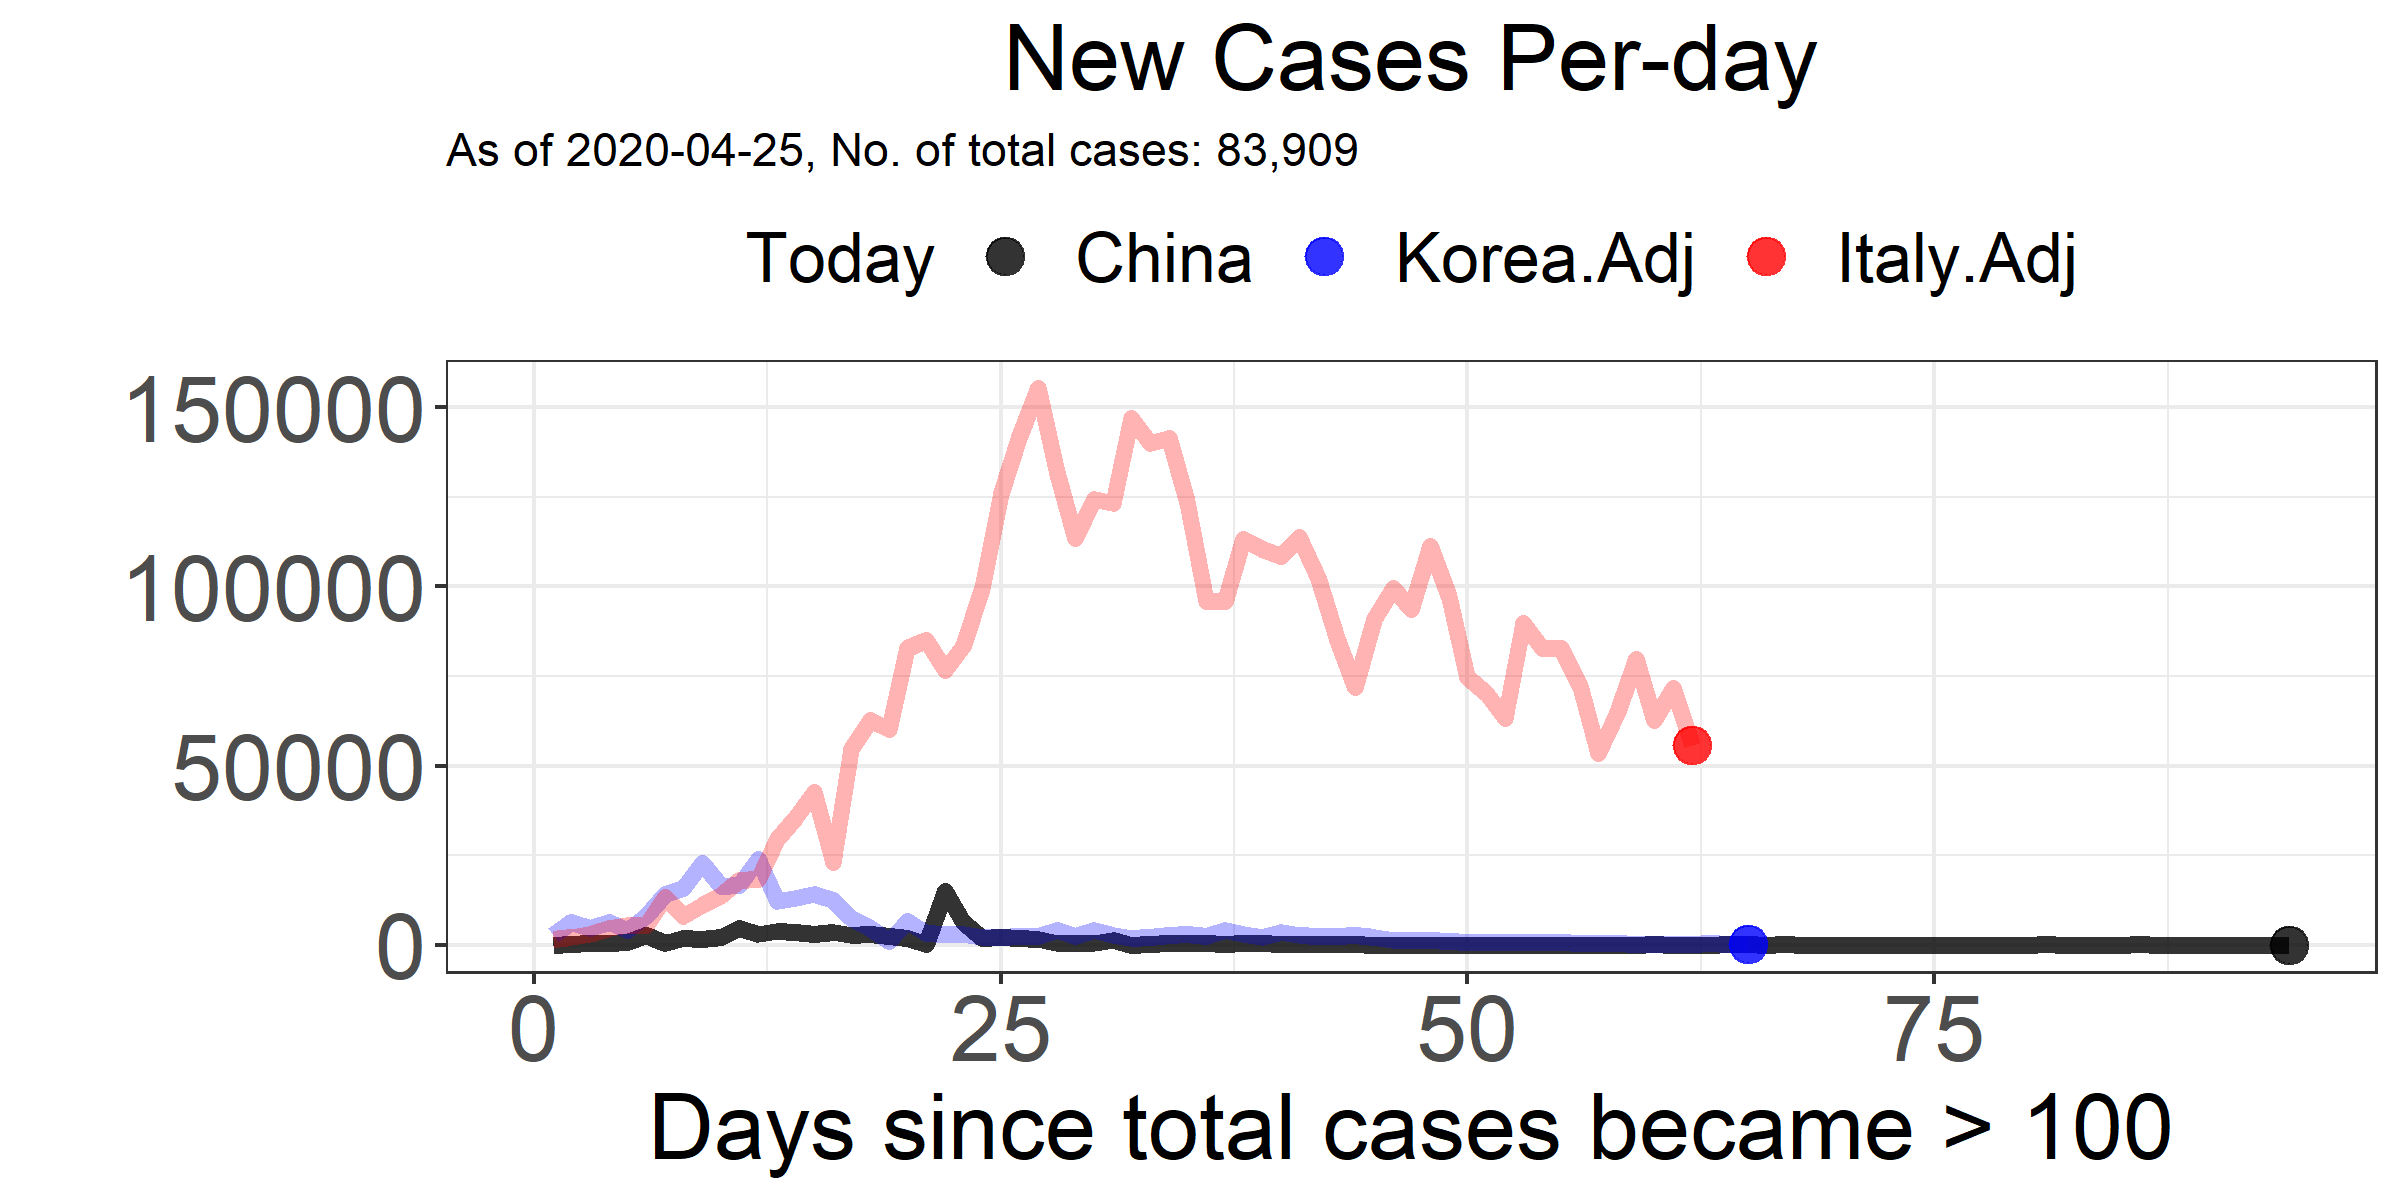 New Cases Per-day
As of 2020-04-25, No. of total cases: 83,909
Today China Korea.Adj Italy.Adj
150000
100000
50000
0
0 25 50 75
Days since total cases became > 100